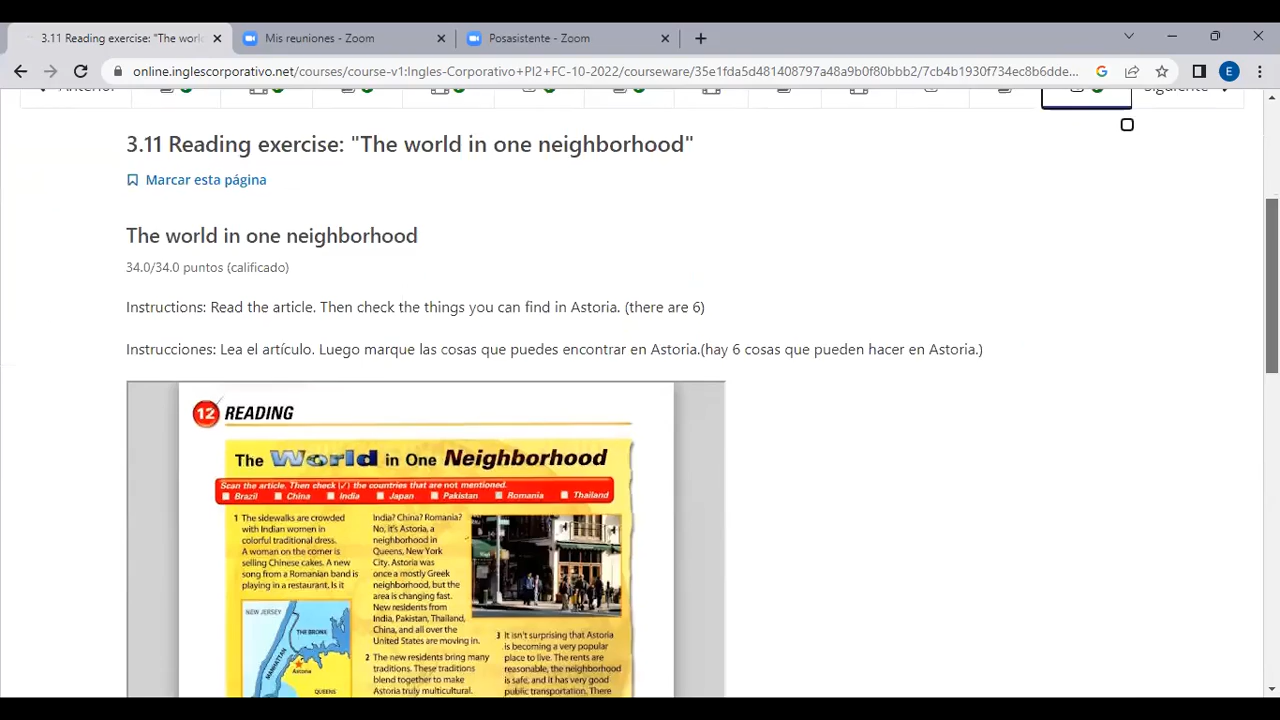 3.11 Reading exercise: "The worl
Mis reuniones - Zoom
Posasistente - Zoom
online.inglescorporativo.net/courses/course-v1:Ingles-Corporativo+PI2+FC-10-2022/courseware/35e1fda5d481408797a48a9b0f80bbb2/7cb4b1930f734ec8b6dde...
E
Anterior
Siguiente
3.11 Reading exercise: "The world in one neighborhood"
Marcar esta página
The world in one neighborhood
34.0/34.0 puntos (calificado)
Instructions: Read the article. Then check the things you can find in Astoria. (there are 6)
Instrucciones: Lea el artículo. Luego marque las cosas que puedes encontrar en Astoria.(hay 6 cosas que pueden hacer en Astoria.)
12 READING
The World in One Neighborhood
Scan the article. Then check (✓) the countries that are not mentioned.
Brazil China India Japan Pakistan Romania Thailand
1 The sidewalks are crowded
with Indian women in
colorful traditional dress.
A woman on the corner is
selling Chinese cakes. A new
song from a Romanian band is
playing in a restaurant. Is it
NEW JERSEY
THE BRONX
MANHATTAN
Astoria
QUEENS
India? China? Romania?
No, it's Astoria, a
neighborhood in
Queens, New York
City. Astoria was
once a mostly Greek
neighborhood, but the
area is changing fast.
New residents from
India, Pakistan, Thailand,
China, and all over the
United States are moving in.
2 The new residents bring many
traditions. These traditions
blend together to make
Astoria truly multicultural.
3 It isn't surprising that Astoria
is becoming a very popular
place to live. The rents are
reasonable, the neighborhood
is safe, and it has very good
public transportation. There